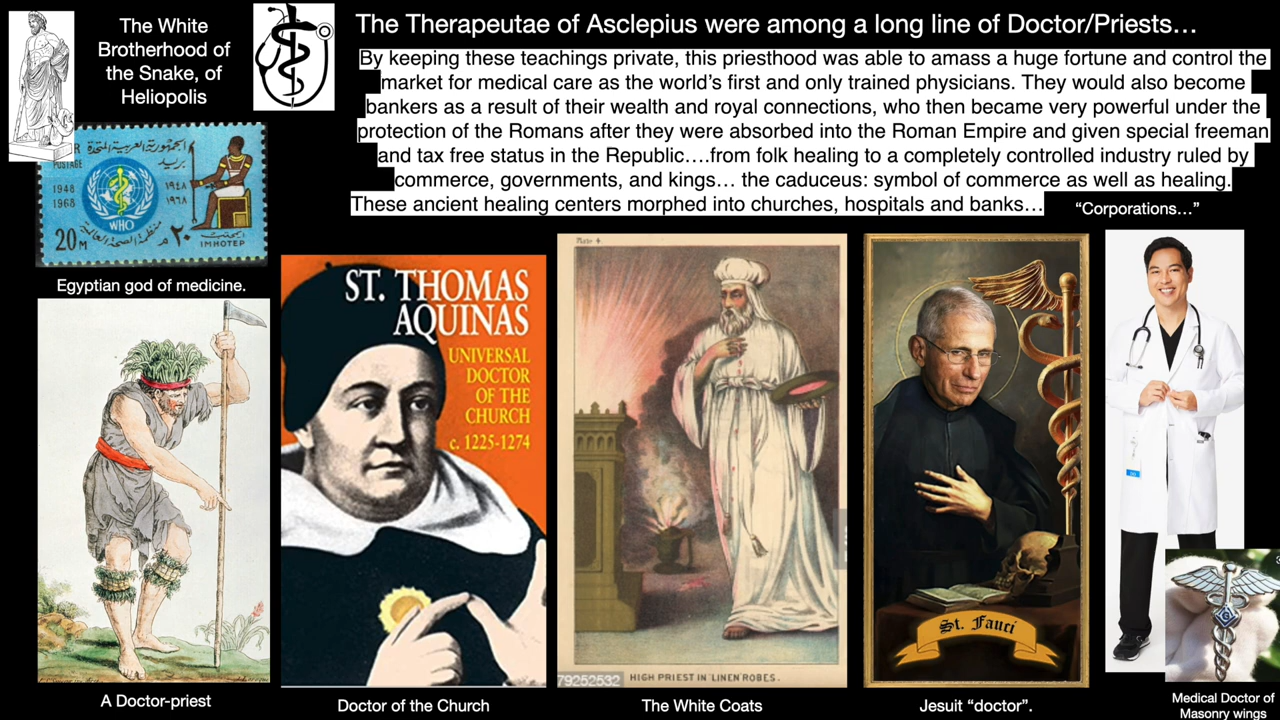 The White
Brotherhood of
the Snake, of
Heliopolis
The Therapeutae of Asclepius were among a long line of Doctor/Priests…
By keeping these teachings private, this priesthood was able to amass a huge fortune and control the
market for medical care as the world’s first and only trained physicians. They would also become
bankers as a result of their wealth and royal connections, who then became very powerful under the
protection of the Romans after they were absorbed into the Roman Empire and given special freeman
and tax free status in the Republic….from folk healing to a completely controlled industry ruled by
commerce, governments, and kings… the caduceus: symbol of commerce as well as healing.
These ancient healing centers morphed into churches, hospitals and banks…
“Corporations…”
الجمهورية العربية المتحدة
POSTAGE
بريد
1948
1968
١٩٤٨
١٩٦٨
WHO
20 M
٢٠ م
منظمة الصحة العالمية
IMHOTEP
Egyptian god of medicine.
ST. THOMAS
AQUINAS
UNIVERSAL
DOCTOR
OF THE
CHURCH
c. 1225-1274
Plate 4.
79252532
HIGH PRIEST IN LINEN ROBES.
St. Fauci
A Doctor-priest
Doctor of the Church
The White Coats
Jesuit “doctor”.
Medical Doctor of
Masonry wings